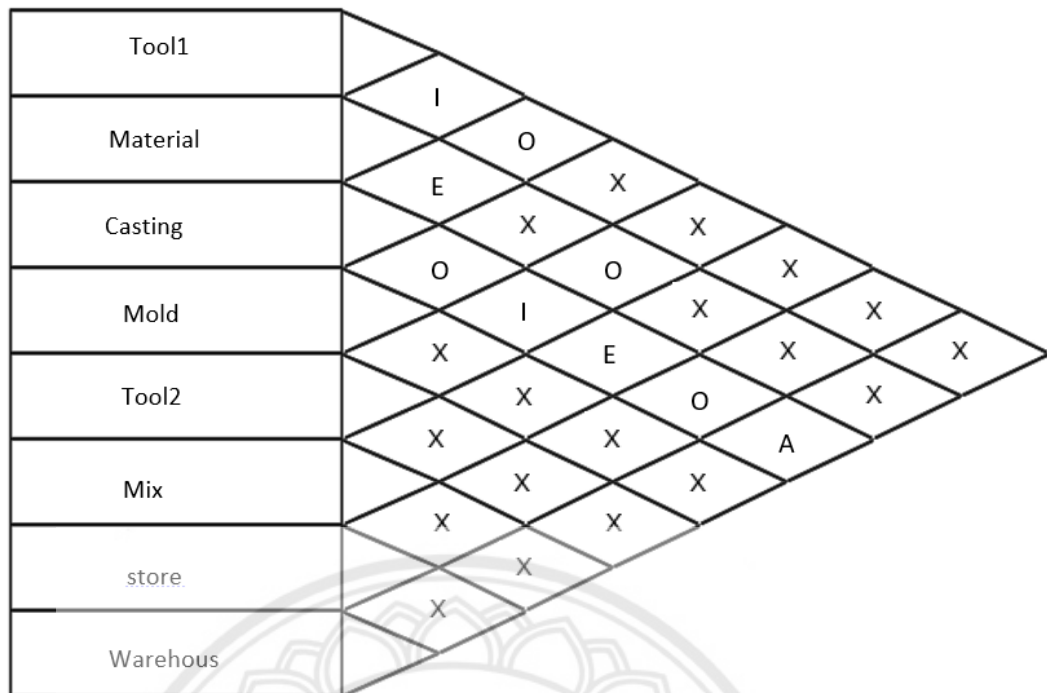 Tool1
I
Material O
E X
Casting X X
O O X
Mold I X X
X E X X
Tool2 X O X
X X A
Mix X X
X X
store X
X
Warehous